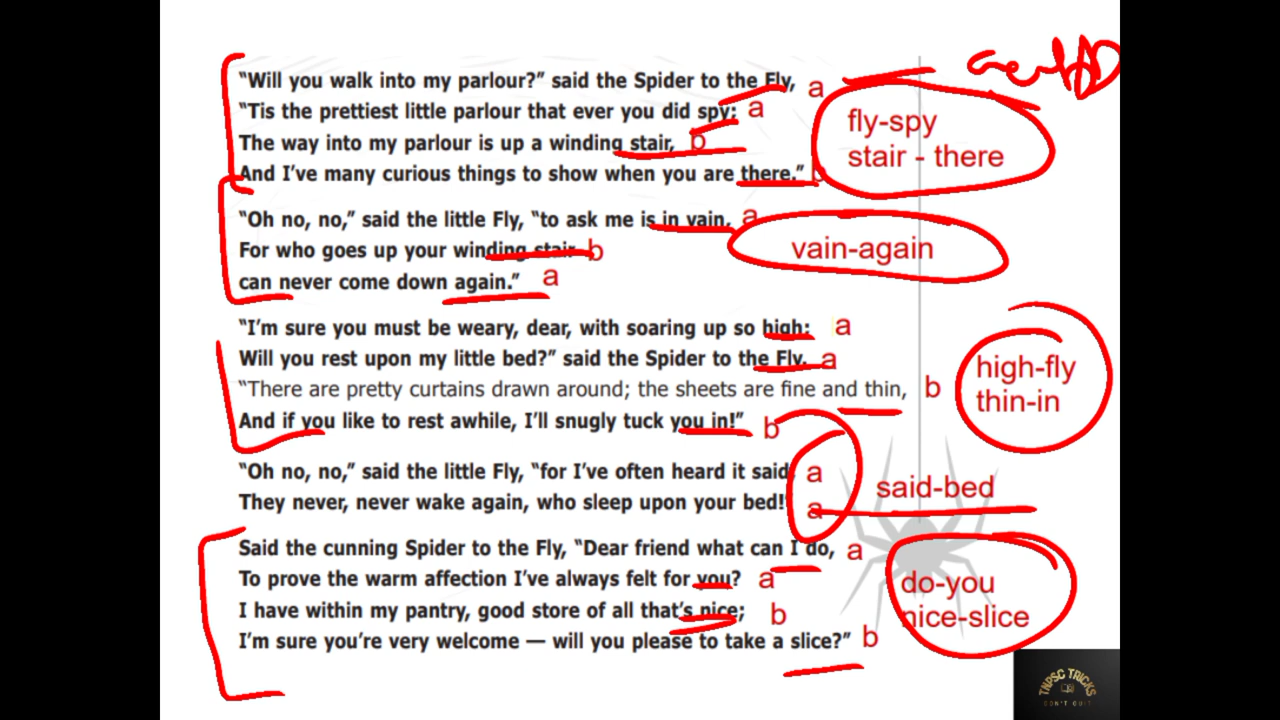 "Will you walk into my parlour?" said the Spider to the Fly, a
"Tis the prettiest little parlour that ever you did spy; a
The way into my parlour is up a winding stair, b
And I've many curious things to show when you are there." b
fly-spy
stair - there
"Oh no, no," said the little Fly, "to ask me is in vain, a
For who goes up your winding stair b
can never come down again." a
vain-again
"I'm sure you must be weary, dear, with soaring up so high; a
Will you rest upon my little bed?" said the Spider to the Fly. a
"There are pretty curtains drawn around; the sheets are fine and thin, b
And if you like to rest awhile, I'll snugly tuck you in!" b
high-fly
thin-in
"Oh no, no," said the little Fly, "for I've often heard it said a
They never, never wake again, who sleep upon your bed!" a
said-bed
Said the cunning Spider to the Fly, "Dear friend what can I do, a
To prove the warm affection I've always felt for you? a
I have within my pantry, good store of all that's nice; b
I'm sure you're very welcome — will you please to take a slice?" b
do-you
nice-slice
TNPSC TRICKS
DON'T QUIT